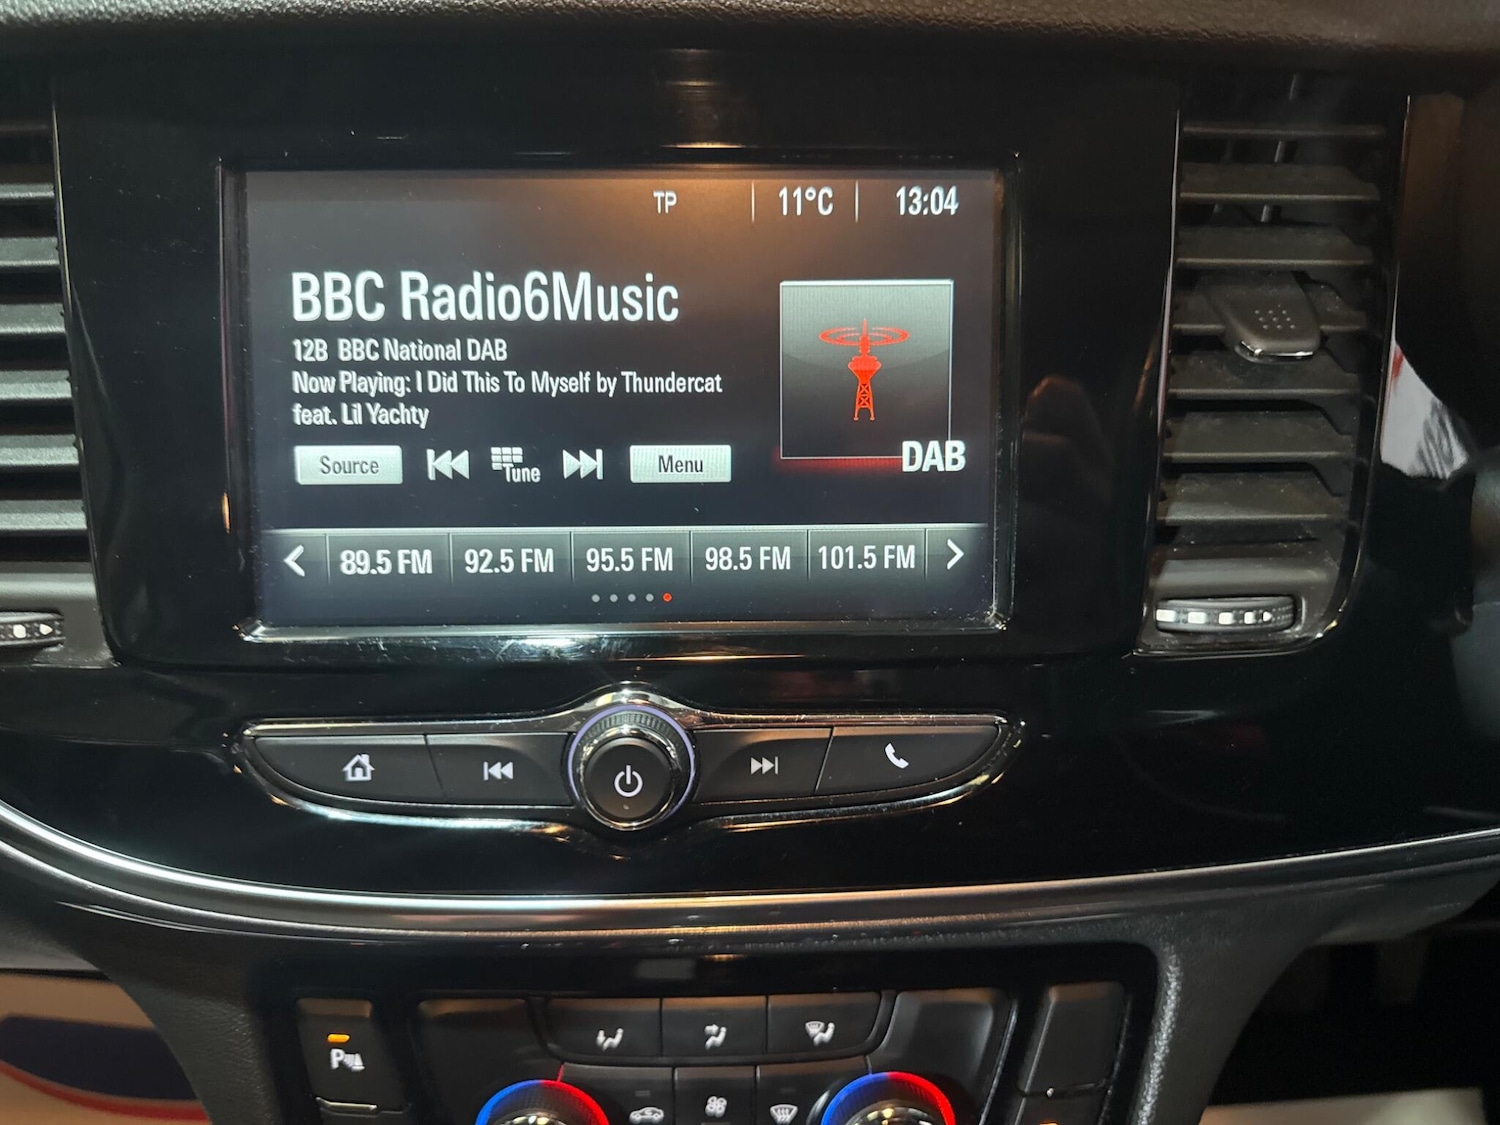 TP 11°C 13:04
BBC Radio6Music
12B BBC National DAB
Now Playing: I Did This To Myself by Thundercat
feat. Lil Yachty
Source Tune Menu
DAB
89.5 FM 92.5 FM 95.5 FM 98.5 FM 101.5 FM
P